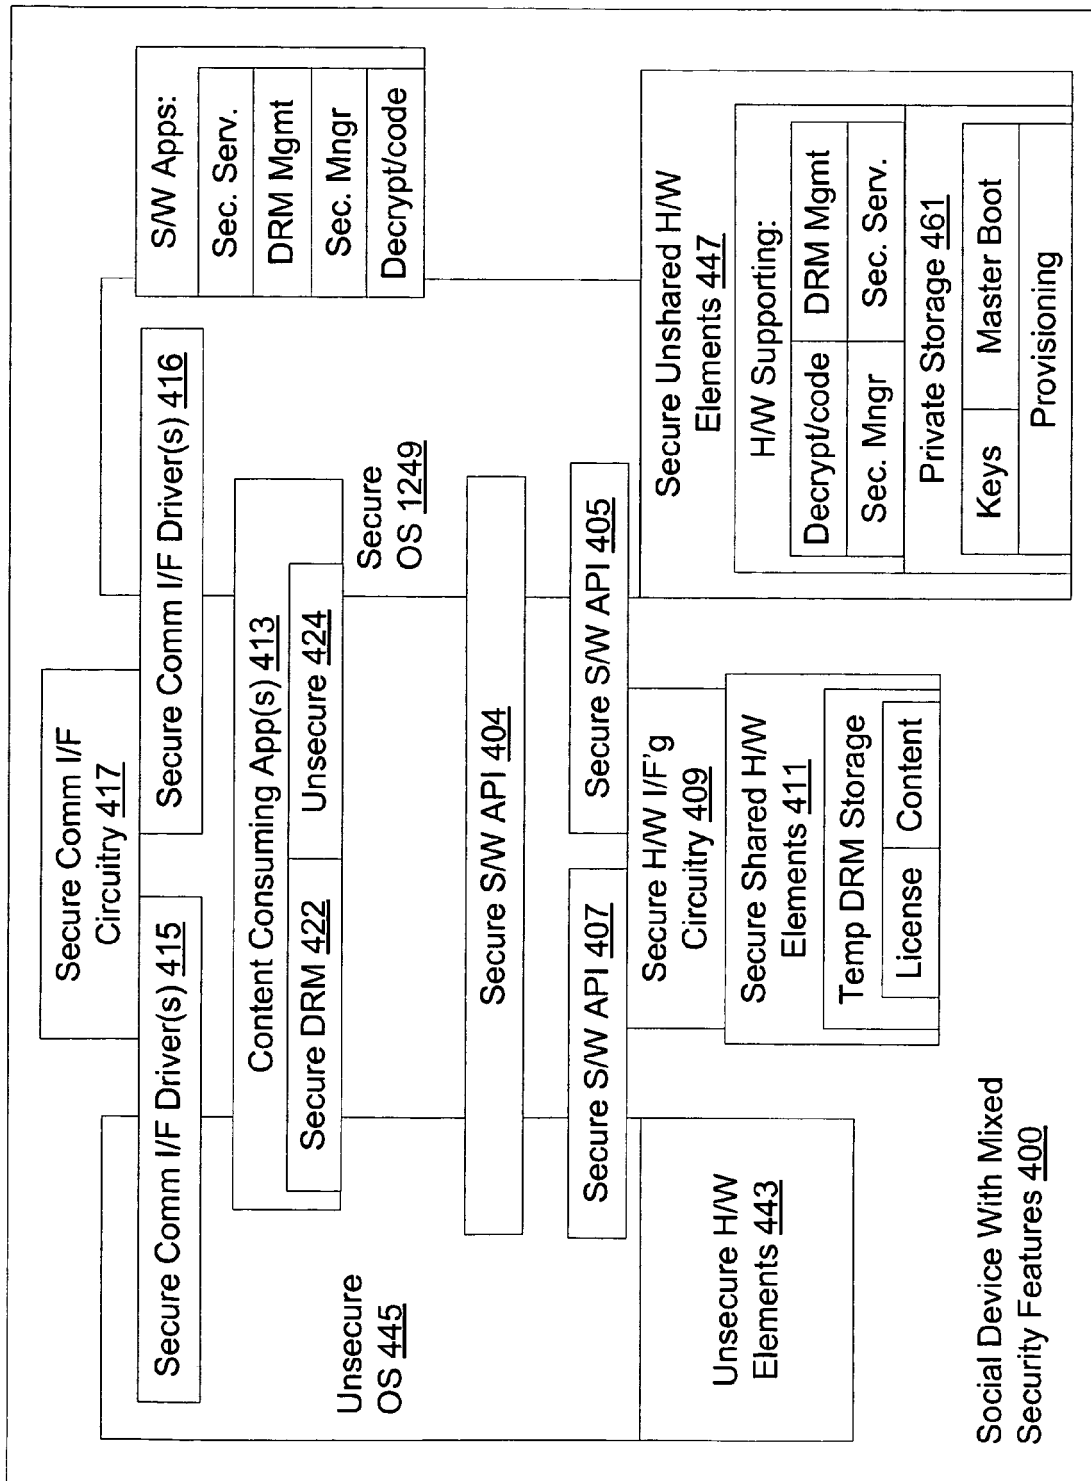 Secure Comm I/F
Circuitry 417
Secure Comm I/F Driver(s) 415
Secure Comm I/F Driver(s) 416
S/W Apps:
Sec. Serv.
DRM Mgmt
Sec. Mngr
Decrypt/code
Content Consuming App(s) 413
Secure DRM 422
Unsecure 424
Unsecure
OS 445
Secure
OS 1249
Secure S/W API 404
Secure S/W API 407
Secure S/W API 405
Unsecure H/W
Elements 443
Secure H/W I/F'g
Circuitry 409
Secure Shared H/W
Elements 411
Temp DRM Storage
License
Content
Secure Unshared H/W
Elements 447
H/W Supporting:
Decrypt/code
DRM Mgmt
Sec. Mngr
Sec. Serv.
Private Storage 461
Keys
Master Boot
Provisioning
Social Device With Mixed
Security Features 400